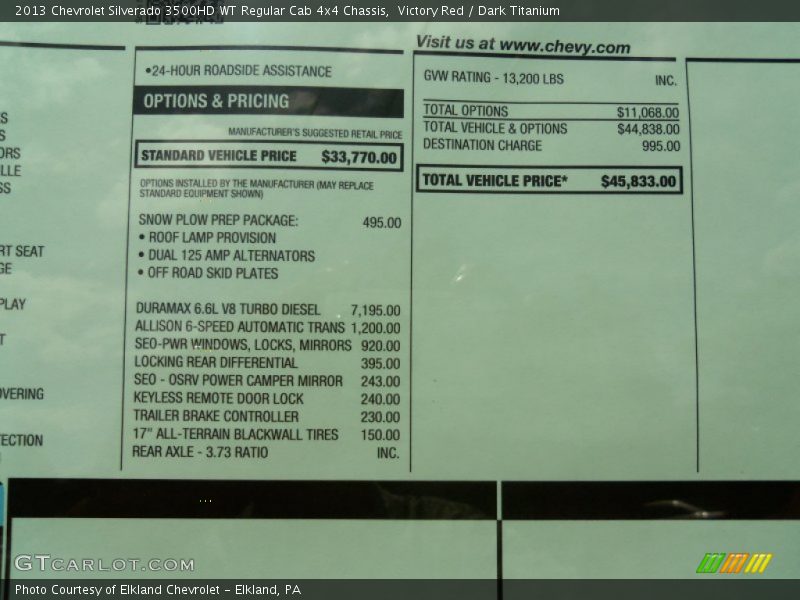 2013 Chevrolet Silverado 3500HD WT Regular Cab 4x4 Chassis, Victory Red / Dark Titanium
S
S
ORS
LLE
SS
RT SEAT
GE
PLAY
T
OVERING
TECTION
•24-HOUR ROADSIDE ASSISTANCE
OPTIONS & PRICING
MANUFACTURER'S SUGGESTED RETAIL PRICE
STANDARD VEHICLE PRICE $33,770.00
OPTIONS INSTALLED BY THE MANUFACTURER (MAY REPLACE
STANDARD EQUIPMENT SHOWN)
SNOW PLOW PREP PACKAGE: 495.00
• ROOF LAMP PROVISION
• DUAL 125 AMP ALTERNATORS
• OFF ROAD SKID PLATES
DURAMAX 6.6L V8 TURBO DIESEL 7,195.00
ALLISON 6-SPEED AUTOMATIC TRANS 1,200.00
SEO-PWR WINDOWS, LOCKS, MIRRORS 920.00
LOCKING REAR DIFFERENTIAL 395.00
SEO - OSRV POWER CAMPER MIRROR 243.00
KEYLESS REMOTE DOOR LOCK 240.00
TRAILER BRAKE CONTROLLER 230.00
17" ALL-TERRAIN BLACKWALL TIRES 150.00
REAR AXLE - 3.73 RATIO INC.
Visit us at www.chevy.com
GVW RATING - 13,200 LBS INC.
TOTAL OPTIONS $11,068.00
TOTAL VEHICLE & OPTIONS $44,838.00
DESTINATION CHARGE 995.00
TOTAL VEHICLE PRICE* $45,833.00
GTCARLOT.COM
Photo Courtesy of Elkland Chevrolet - Elkland, PA